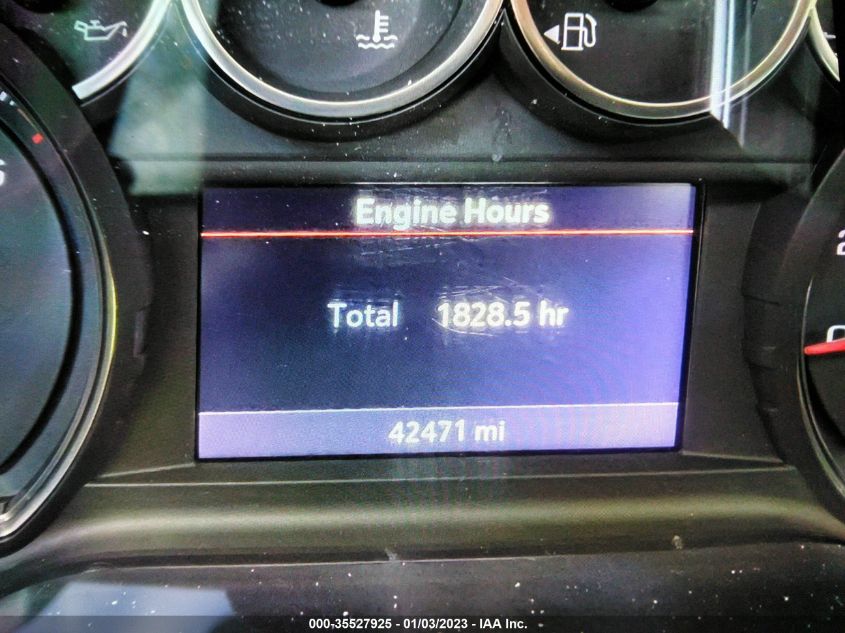 Engine Hours
Total 1828.5 hr
42471 mi
000-35527925 - 01/03/2023 - IAA Inc.